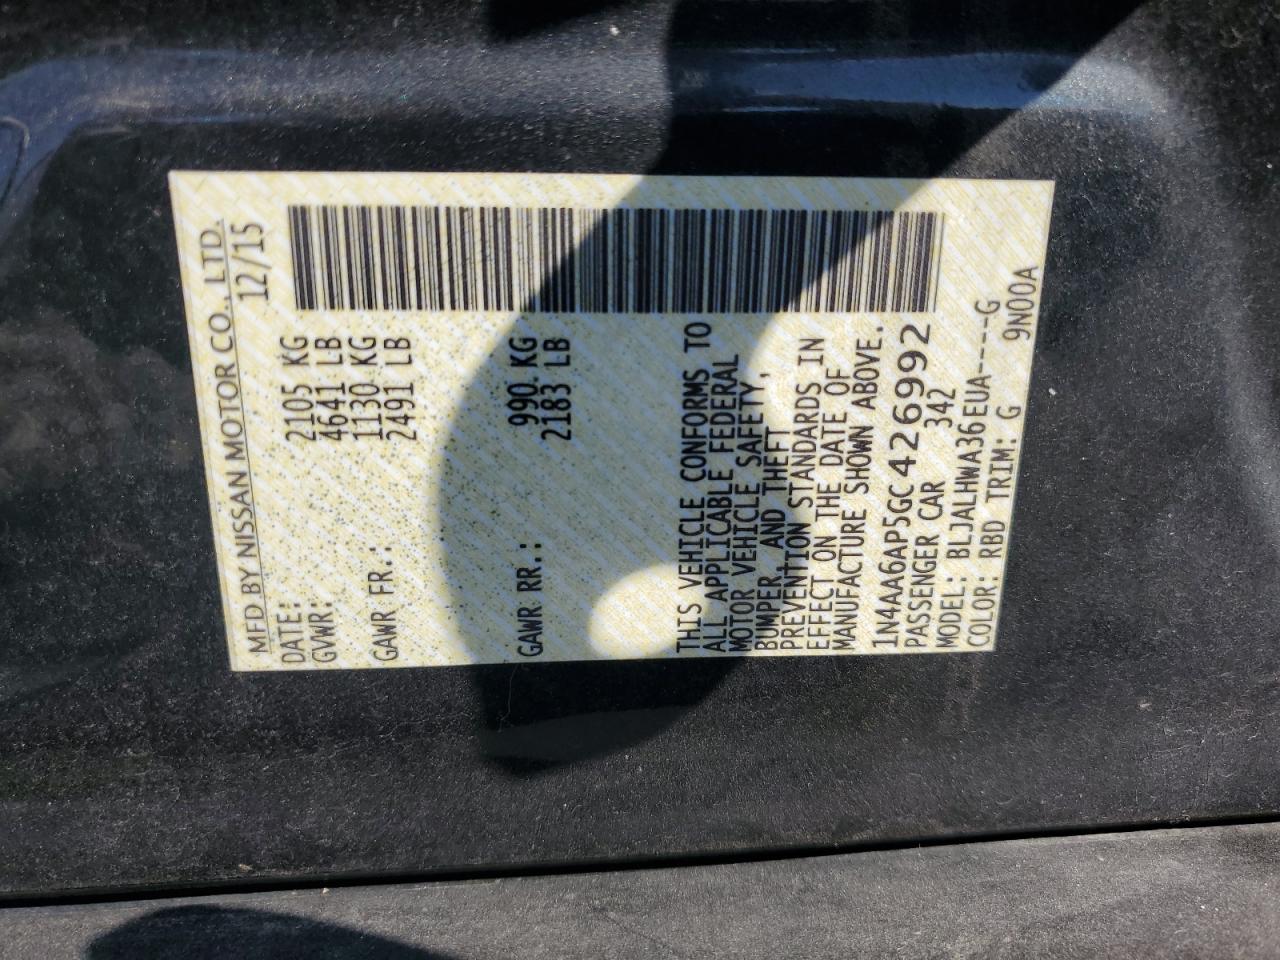 MFD BY NISSAN MOTOR CO., LTD.
DATE: 12/15
GVWR: 2105 KG
4641 LB
GAWR FR.: 1130 KG
2491 LB
GAWR RR.: 990 KG
2183 LB
THIS VEHICLE CONFORMS TO
ALL APPLICABLE FEDERAL
MOTOR VEHICLE SAFETY,
BUMPER, AND THEFT
PREVENTION STANDARDS IN
EFFECT ON THE DATE OF
MANUFACTURE SHOWN ABOVE.
1N4AA6AP5GC426992
PASSENGER CAR 342
MODEL: BLJALHWA36EUA----G
COLOR: RBD TRIM: G 9N00A